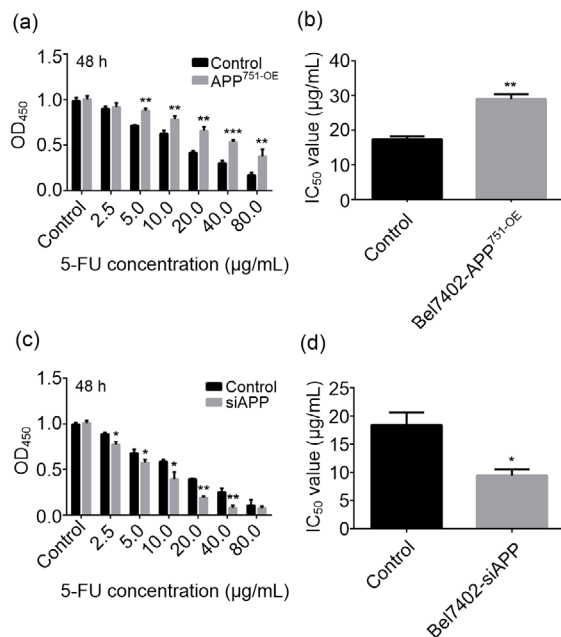 (a)
48 h
Control
APP751-OE
OD450
1.5
1.0
0.5
0.0
**
**
**
***
**
Control
2.5
5.0
10.0
20.0
40.0
80.0
5-FU concentration (µg/mL)
(b)
IC50 value (µg/mL)
40
30
20
10
0
**
Control
Bel7402-APP751-OE
(c)
48 h
Control
siAPP
OD450
1.5
1.0
0.5
0.0
*
*
*
**
**
Control
2.5
5.0
10.0
20.0
40.0
80.0
5-FU concentration (µg/mL)
(d)
IC50 value (µg/mL)
25
20
15
10
5
0
*
Control
Bel7402-siAPP